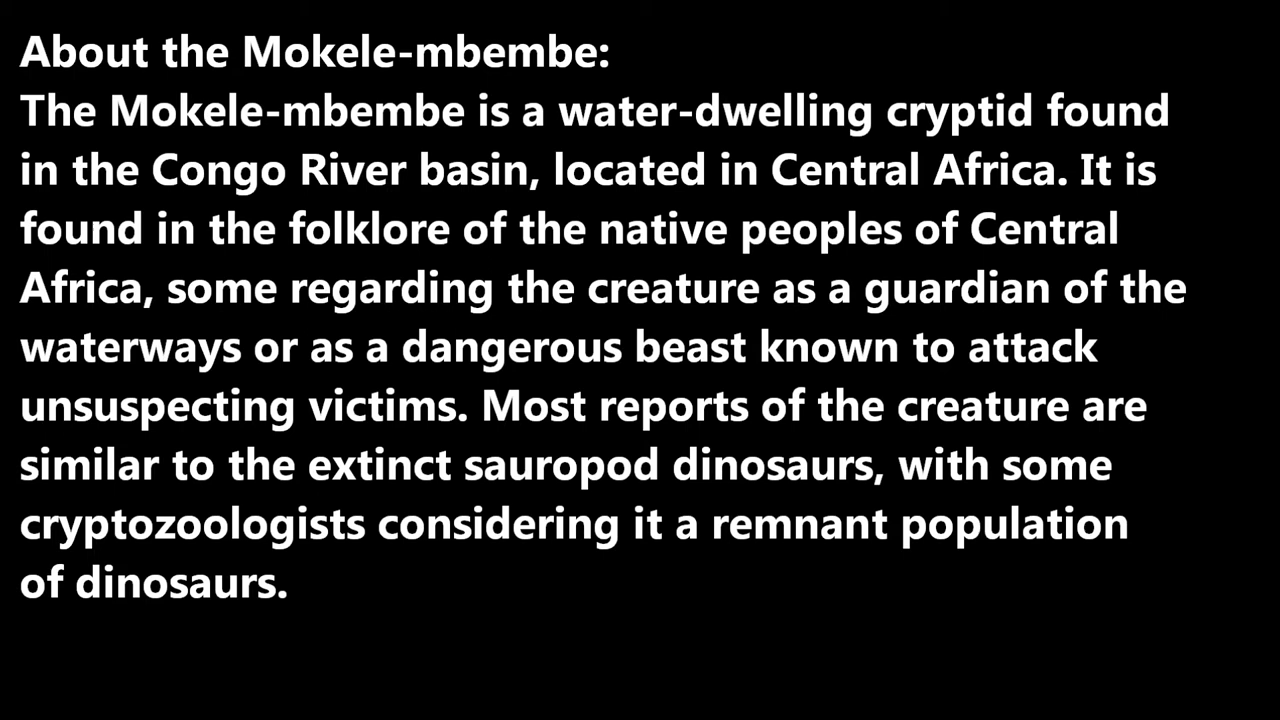 About the Mokele-mbembe:
The Mokele-mbembe is a water-dwelling cryptid found
in the Congo River basin, located in Central Africa. It is
found in the folklore of the native peoples of Central
Africa, some regarding the creature as a guardian of the
waterways or as a dangerous beast known to attack
unsuspecting victims. Most reports of the creature are
similar to the extinct sauropod dinosaurs, with some
cryptozoologists considering it a remnant population
of dinosaurs.